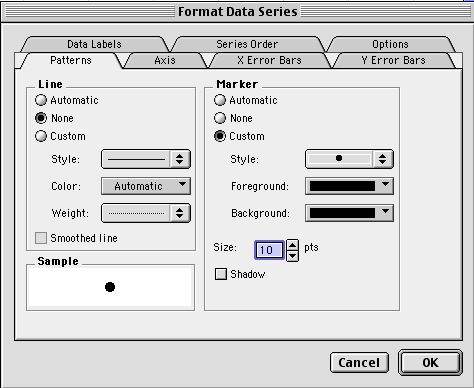 Format Data Series
Data Labels Series Order Options
Patterns Axis X Error Bars Y Error Bars
Line
Automatic
None
Custom
Style:
Color: Automatic
Weight:
Smoothed line
Sample
Marker
Automatic
None
Custom
Style:
Foreground:
Background:
Size: 10 pts
Shadow
Cancel OK